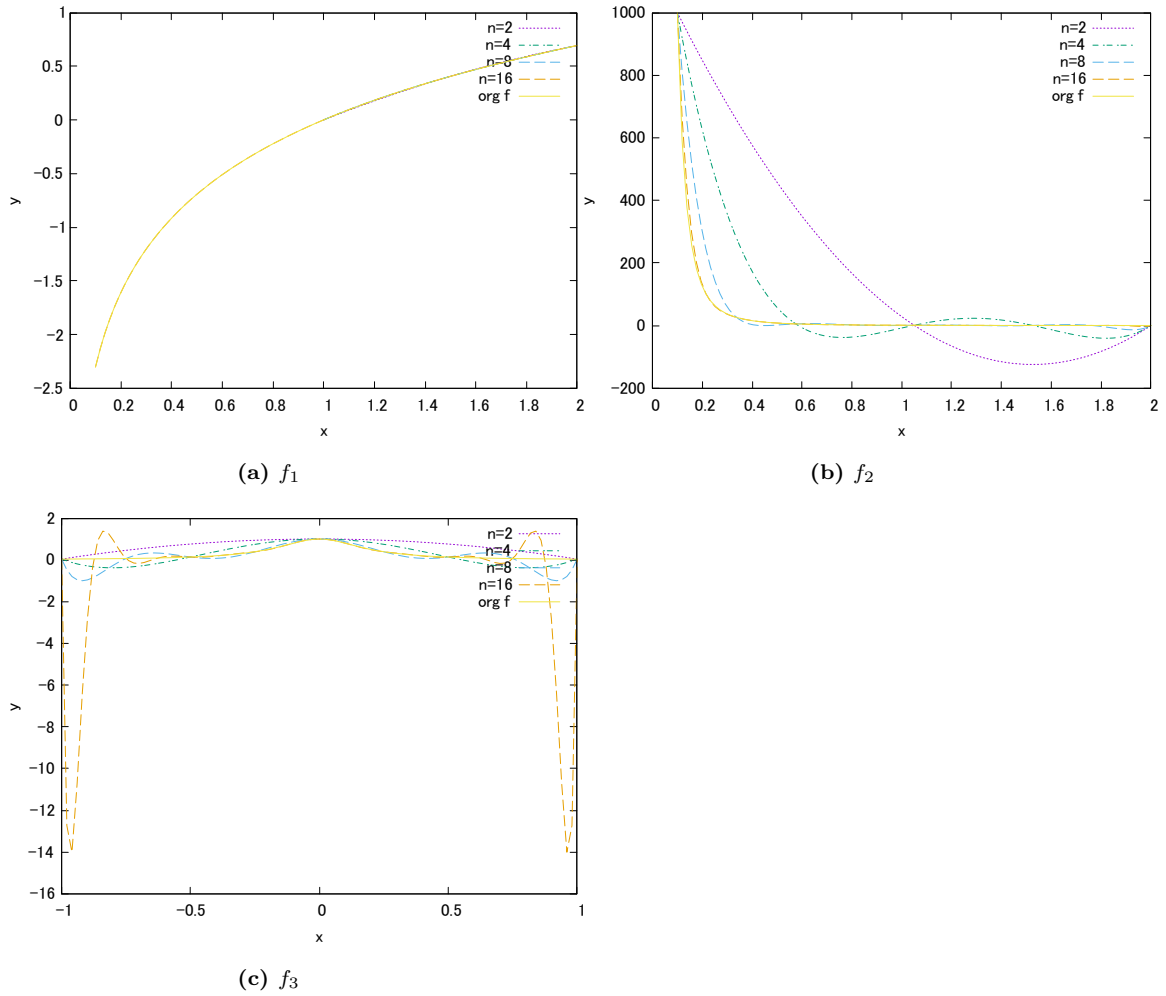 1
0.5
0
−0.5
−1
−1.5
−2
−2.5
y
n=2
n=4
n=8
n=16
org f
0 0.2 0.4 0.6 0.8 1 1.2 1.4 1.6 1.8 2
x
(a) f1
1000
800
600
400
200
0
−200
y
n=2
n=4
n=8
n=16
org f
0 0.2 0.4 0.6 0.8 1 1.2 1.4 1.6 1.8 2
x
(b) f2
2
0
−2
−4
−6
−8
−10
−12
−14
−16
y
n=2
n=4
n=8
n=16
org f
−1 −0.5 0 0.5 1
x
(c) f3